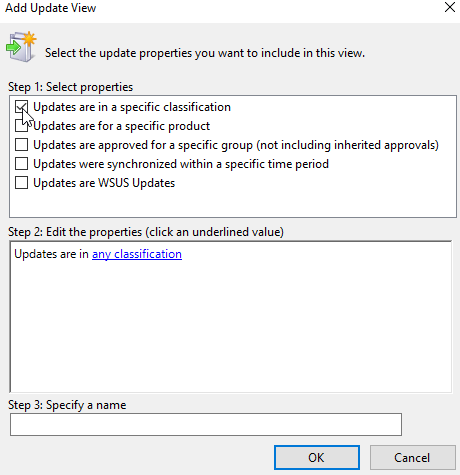 Add Update View
Select the update properties you want to include in this view.
Step 1: Select properties
Updates are in a specific classification
Updates are for a specific product
Updates are approved for a specific group (not including inherited approvals)
Updates were synchronized within a specific time period
Updates are WSUS Updates
Step 2: Edit the properties (click an underlined value)
Updates are in any classification
Step 3: Specify a name
OK Cancel